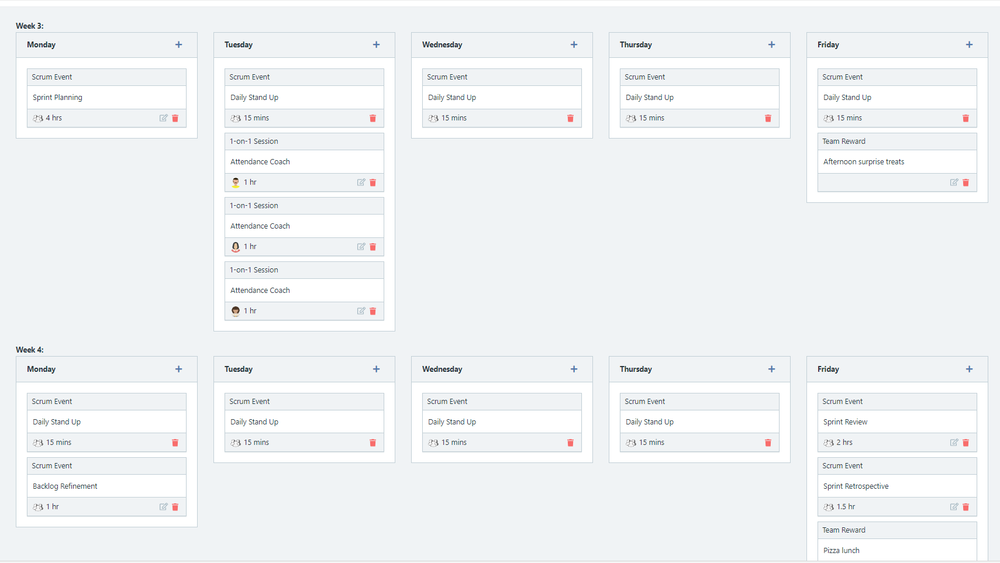 Week 3:
Monday
Scrum Event
Sprint Planning
4 hrs
Tuesday
Scrum Event
Daily Stand Up
15 mins
1-on-1 Session
Attendance Coach
1 hr
1-on-1 Session
Attendance Coach
1 hr
1-on-1 Session
Attendance Coach
1 hr
Wednesday
Scrum Event
Daily Stand Up
15 mins
Thursday
Scrum Event
Daily Stand Up
15 mins
Friday
Scrum Event
Daily Stand Up
15 mins
Team Reward
Afternoon surprise treats
Week 4:
Monday
Scrum Event
Daily Stand Up
15 mins
Scrum Event
Backlog Refinement
1 hr
Tuesday
Scrum Event
Daily Stand Up
15 mins
Wednesday
Scrum Event
Daily Stand Up
15 mins
Thursday
Scrum Event
Daily Stand Up
15 mins
Friday
Scrum Event
Sprint Review
2 hrs
Scrum Event
Sprint Retrospective
1.5 hr
Team Reward
Pizza lunch